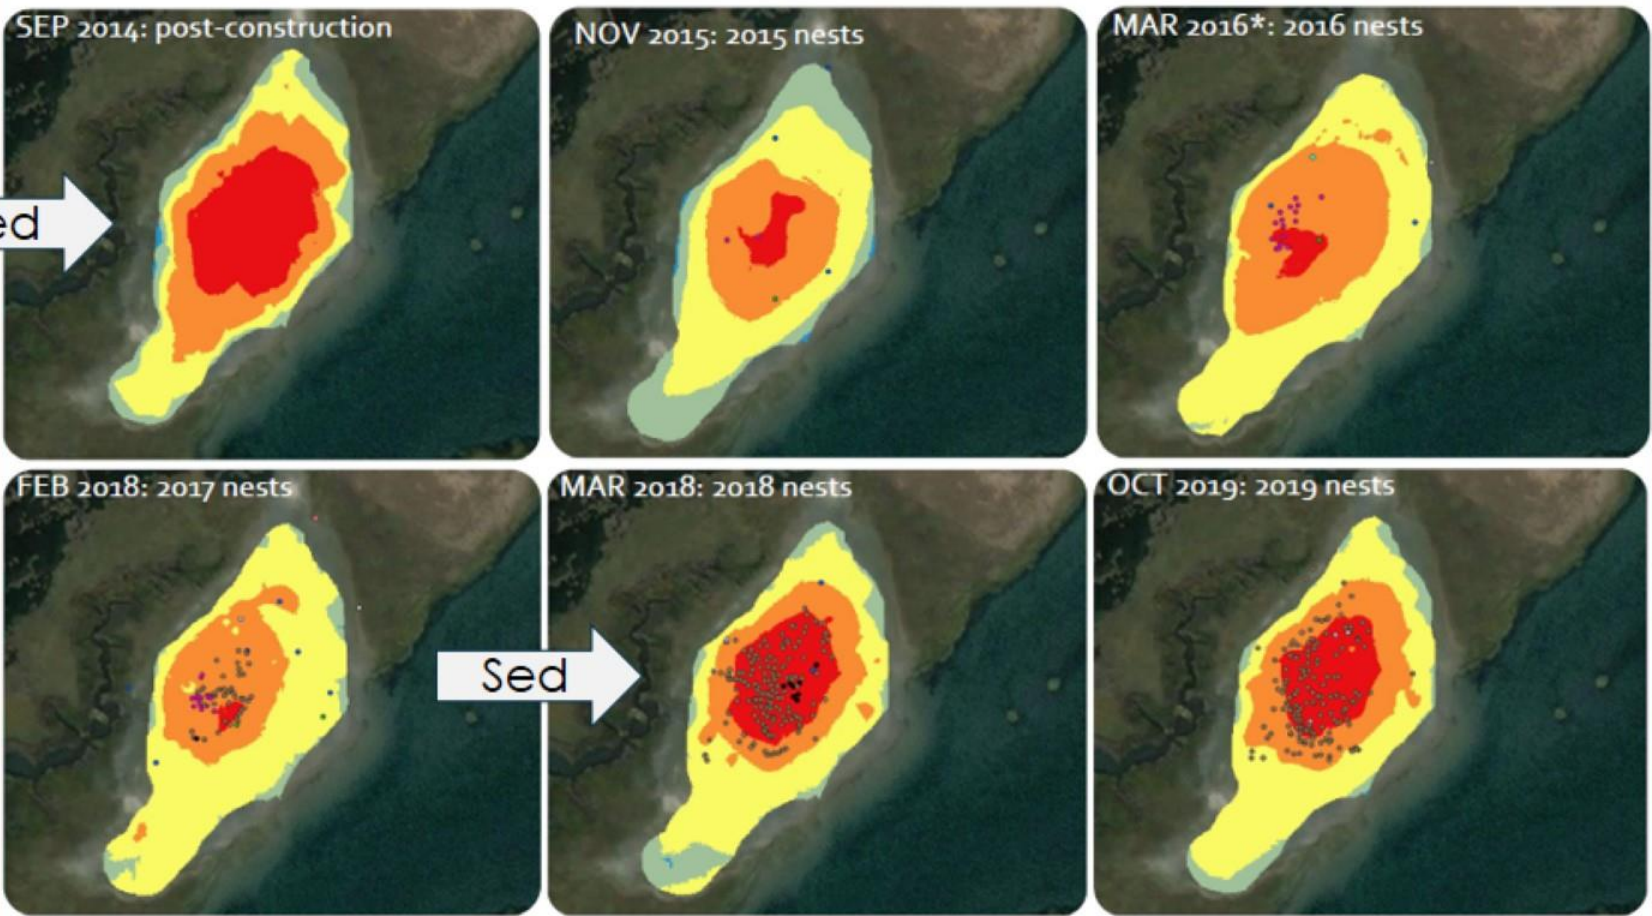 SEP 2014: post-construction
NOV 2015: 2015 nests
MAR 2016*: 2016 nests
ed
FEB 2018: 2017 nests
MAR 2018: 2018 nests
OCT 2019: 2019 nests
Sed